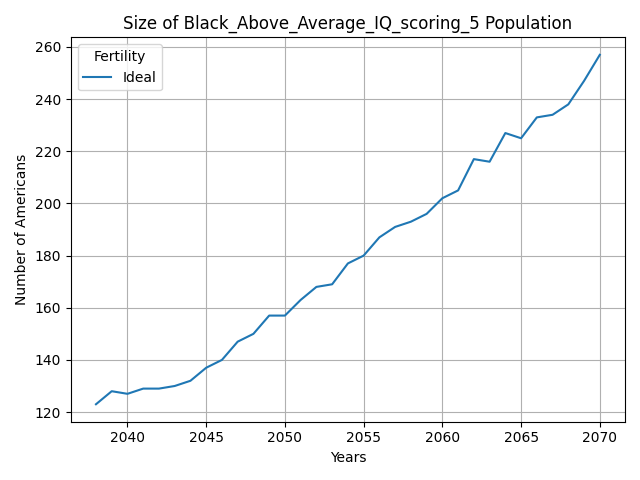 Size of Black_Above_Average_IQ_scoring_5 Population
Fertility
Ideal
Number of Americans
260
240
220
200
180
160
140
120
2040 2045 2050 2055 2060 2065 2070
Years